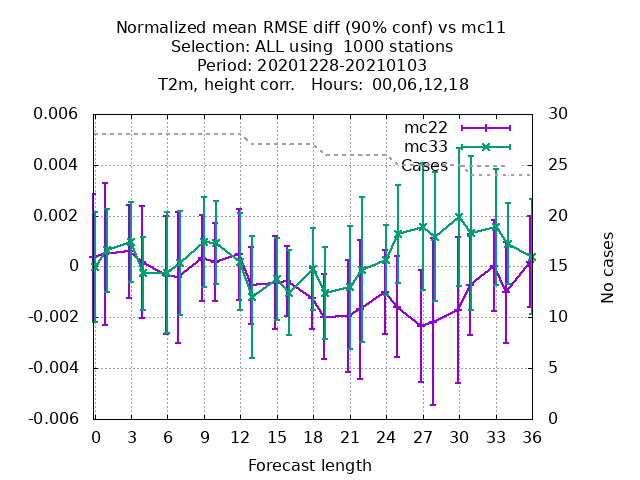 Normalized mean RMSE diff (90% conf) vs mc11
Selection: ALL using  1000 stations
Period: 20201228-20210103
T2m, height corr.   Hours:  00,06,12,18
mc22
mc33
Cases
0.006
0.004
0.002
0
-0.002
-0.004
-0.006
30
25
20
15
10
5
0
No cases
0 3 6 9 12 15 18 21 24 27 30 33 36
Forecast length